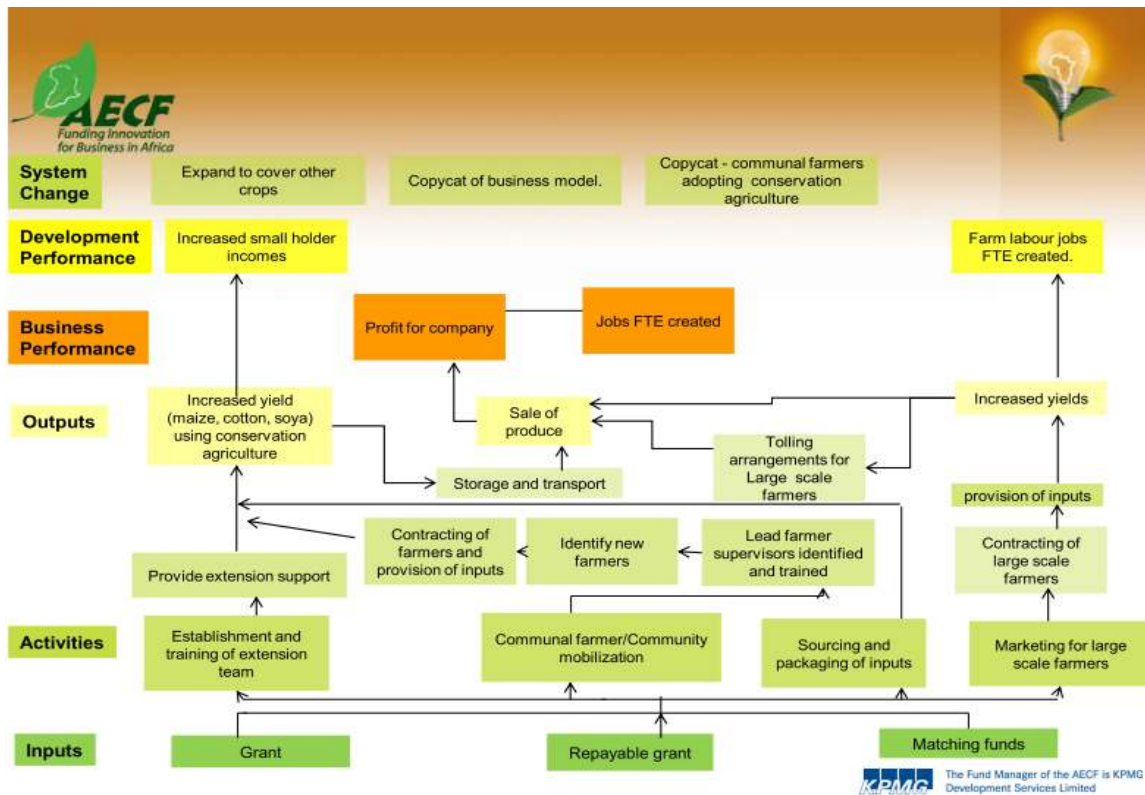 AECF
Funding Innovation
for Business in Africa
System
Change
Expand to cover other
crops
Copycat of business model.
Copycat - communal farmers
adopting conservation
agriculture
Development
Performance
Increased small holder
incomes
Farm labour jobs
FTE created.
Business
Performance
Profit for company
Jobs FTE created
Outputs
Increased yield
(maize, cotton, soya)
using conservation
agriculture
Sale of
produce
Increased yields
Tolling
arrangements for
Large scale
farmers
Storage and transport
provision of inputs
Contracting of
farmers and
provision of inputs
Identify new
farmers
Lead farmer
supervisors identified
and trained
Contracting of
large scale
farmers
Provide extension support
Activities
Establishment and
training of extension
team
Communal farmer/Community
mobilization
Sourcing and
packaging of inputs
Marketing for large
scale farmers
Inputs
Grant
Repayable grant
Matching funds
KPMG
The Fund Manager of the AECF is KPMG
Development Services Limited